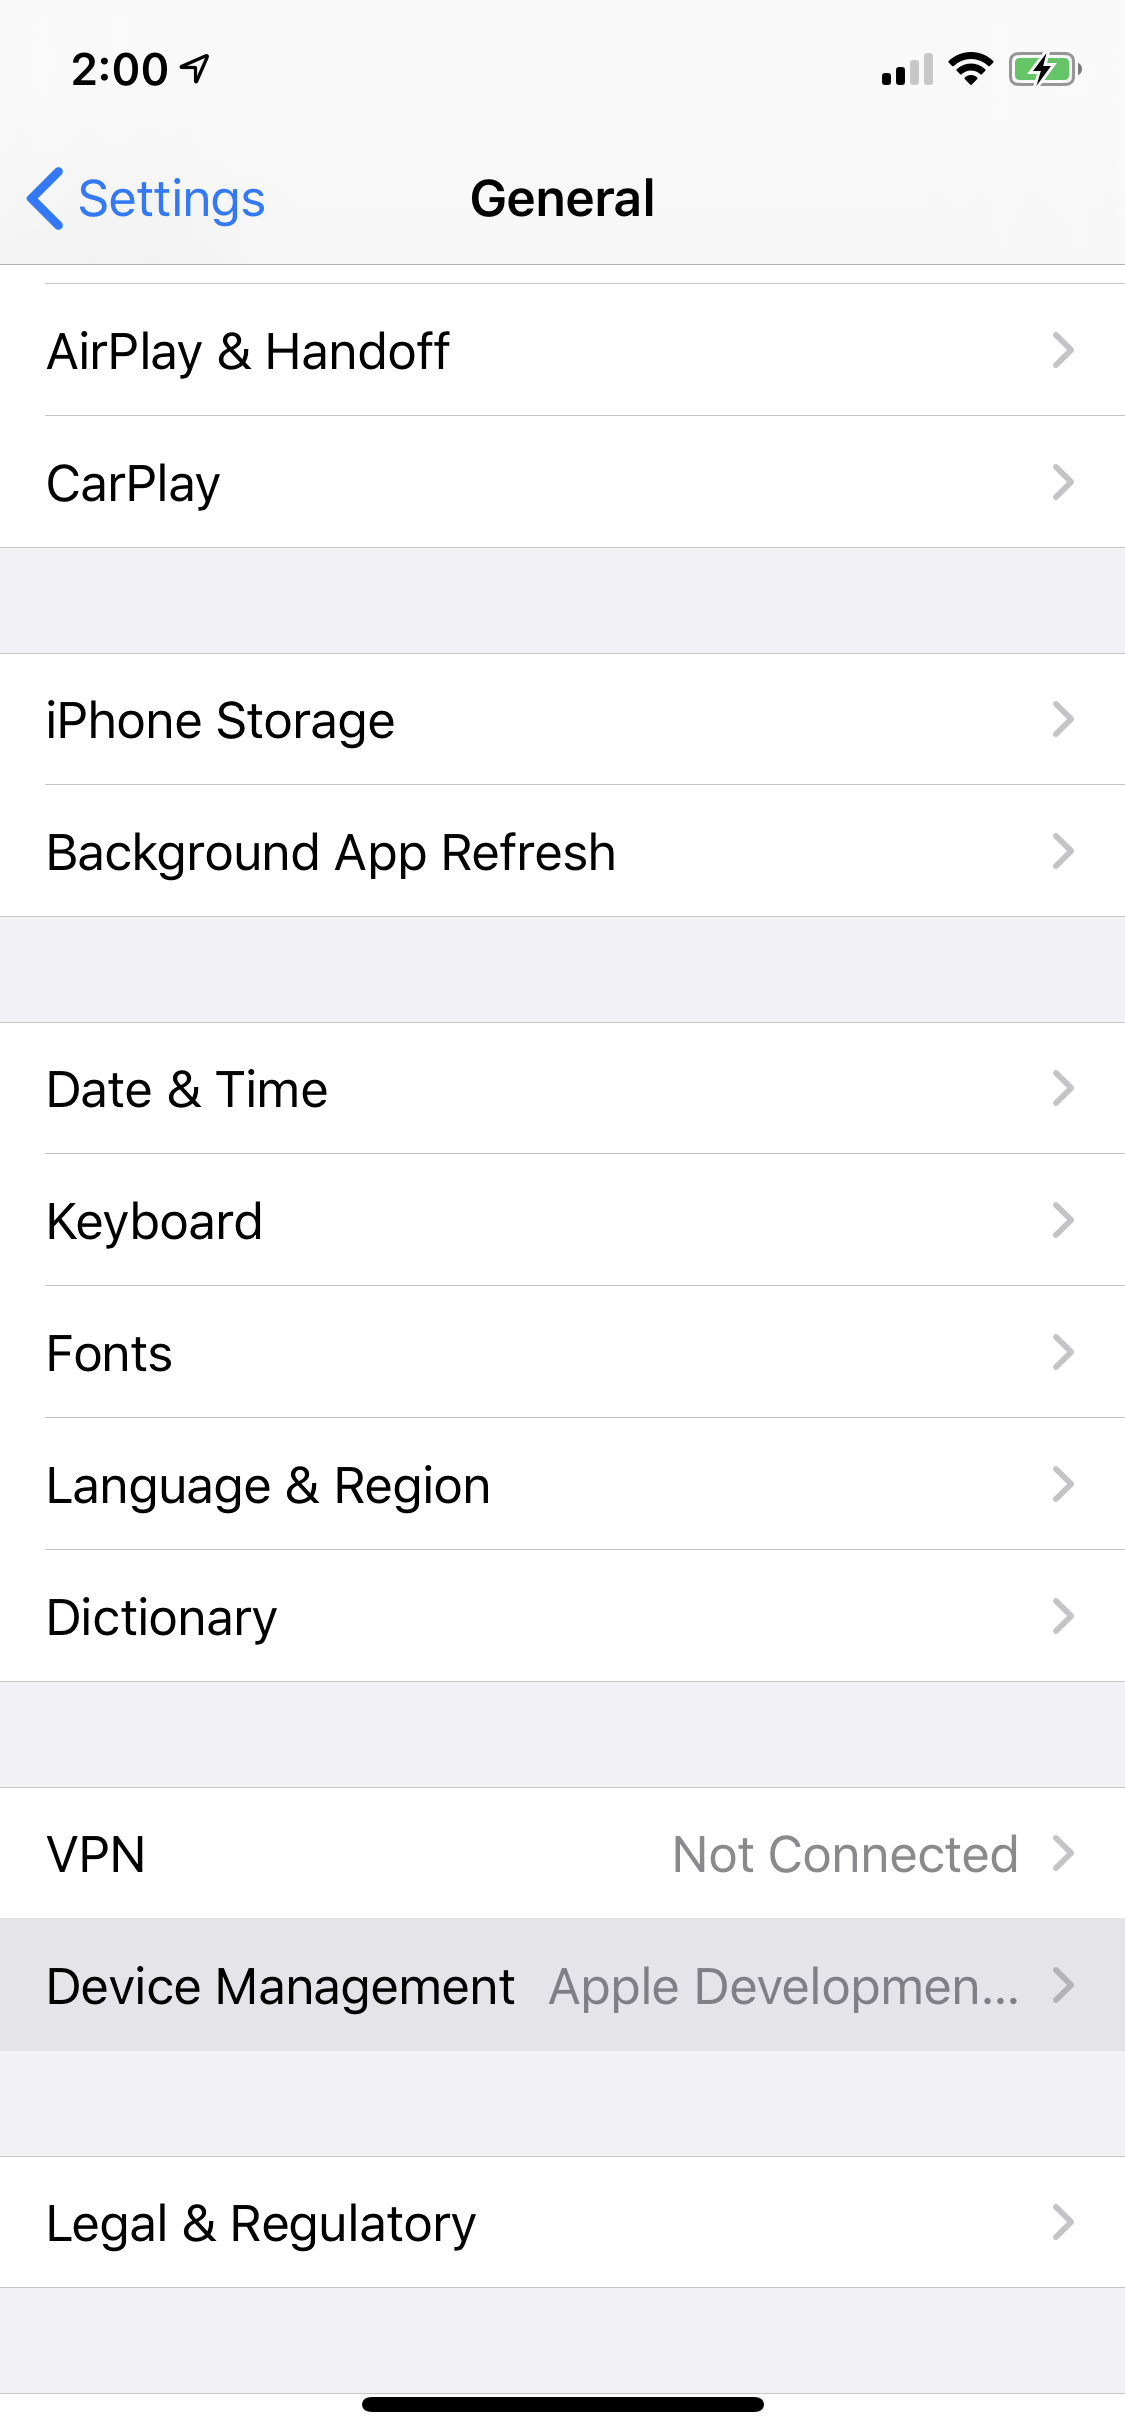 2:00
Settings
General
AirPlay & Handoff
CarPlay
iPhone Storage
Background App Refresh
Date & Time
Keyboard
Fonts
Language & Region
Dictionary
VPN Not Connected
Device Management Apple Developmen...
Legal & Regulatory